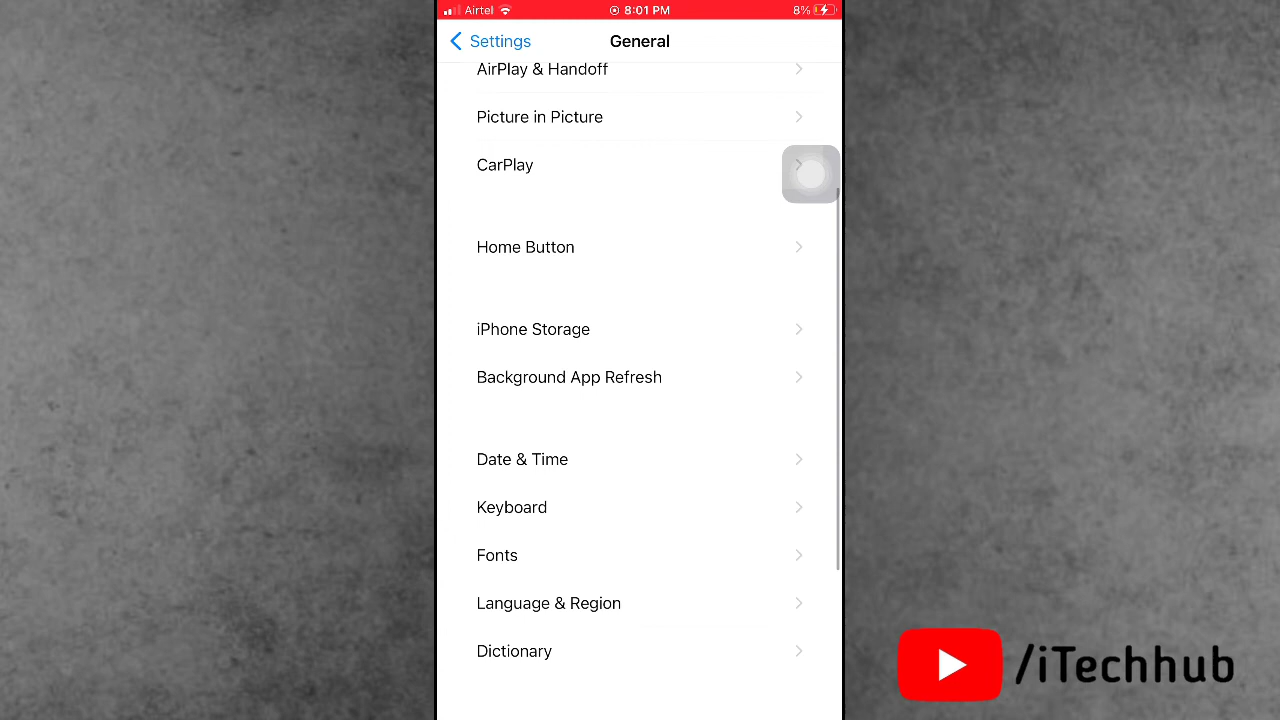 Airtel 8:01 PM 8%
Settings General
AirPlay & Handoff
Picture in Picture
CarPlay
Home Button
iPhone Storage
Background App Refresh
Date & Time
Keyboard
Fonts
Language & Region
Dictionary
/iTechhub